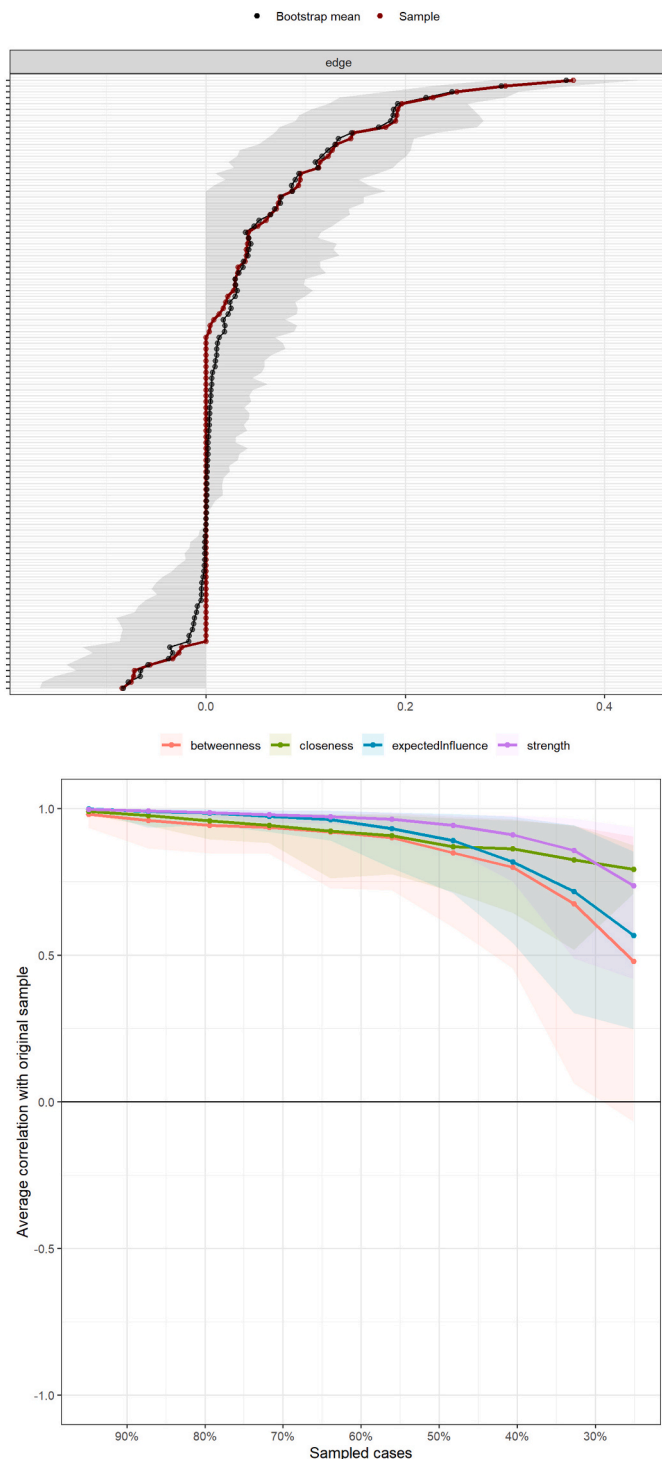 Bootstrap mean Sample
edge
0.0 0.2 0.4
betweenness closeness expectedInfluence strength
1.0
0.5
0.0
-0.5
-1.0
Average correlation with original sample
90% 80% 70% 60% 50% 40% 30%
Sampled cases